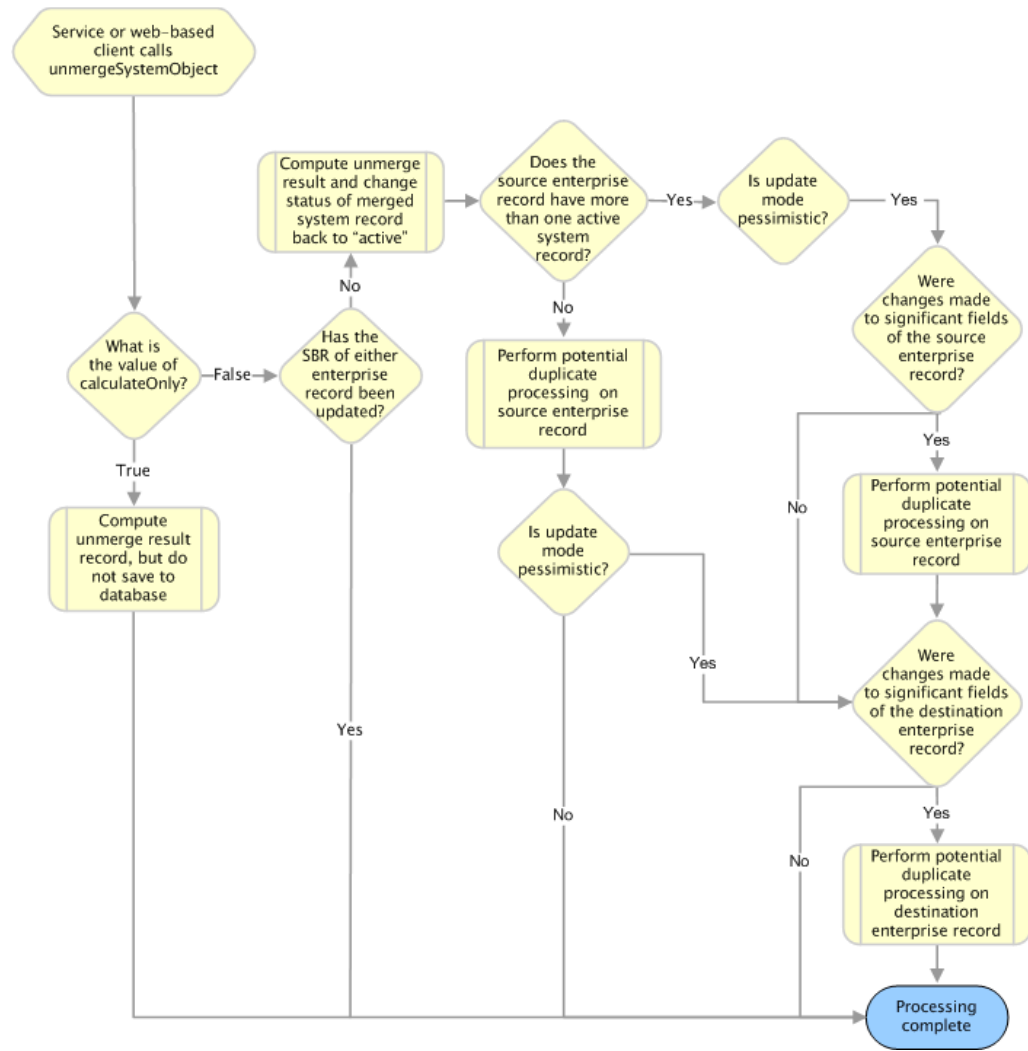 Service or web-based
client calls
unmergeSystemObject
Compute unmerge
result and change
status of merged
system record
back to “active”
Does the
source enterprise
record have more
than one active
system
record?
Yes
Is update
mode
pessimistic?
Yes
No
No
Were
changes made
to significant fields
of the source
enterprise
record?
What is
the value of
calculateOnly?
False
Has the
SBR of either
enterprise
record been
updated?
Perform potential
duplicate
processing on
source enterprise
record
Yes
True
No
Perform potential
duplicate
processing on
source enterprise
record
Compute
unmerge result
record, but do
not save to
database
Is update
mode
pessimistic?
Yes
Were
changes made
to significant fields
of the destination
enterprise
record?
Yes
No
Yes
No
Perform potential
duplicate
processing on
destination
enterprise record
Processing
complete